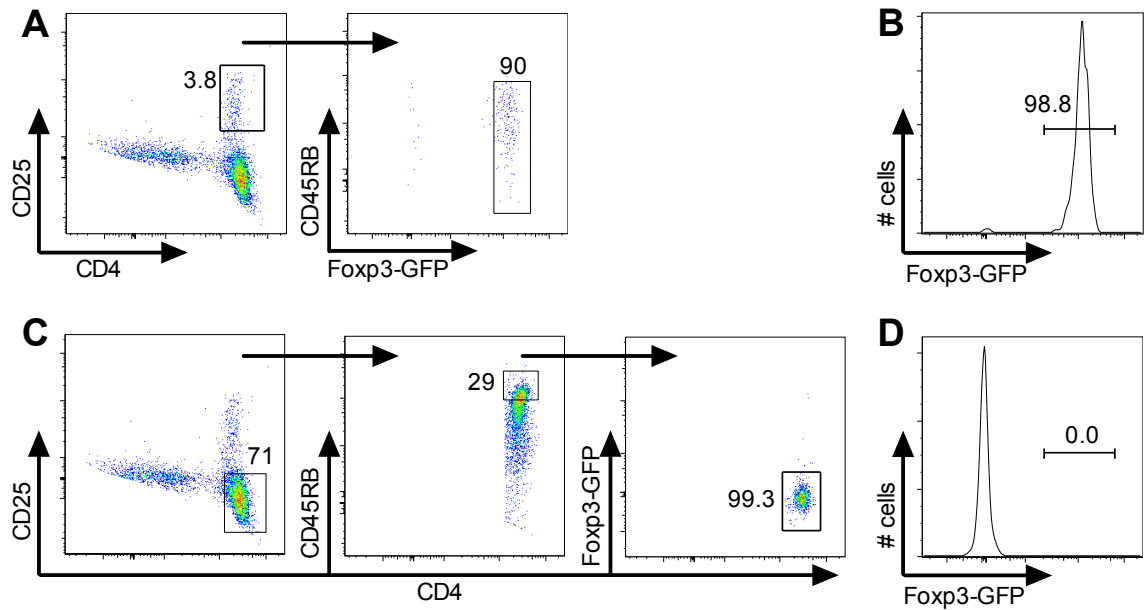 A
3.8
CD25
CD4
90
CD45RB
Foxp3-GFP
B
98.8
# cells
Foxp3-GFP
C
71
CD25
29
CD45RB
99.3
Foxp3-GFP
CD4
D
0.0
# cells
Foxp3-GFP